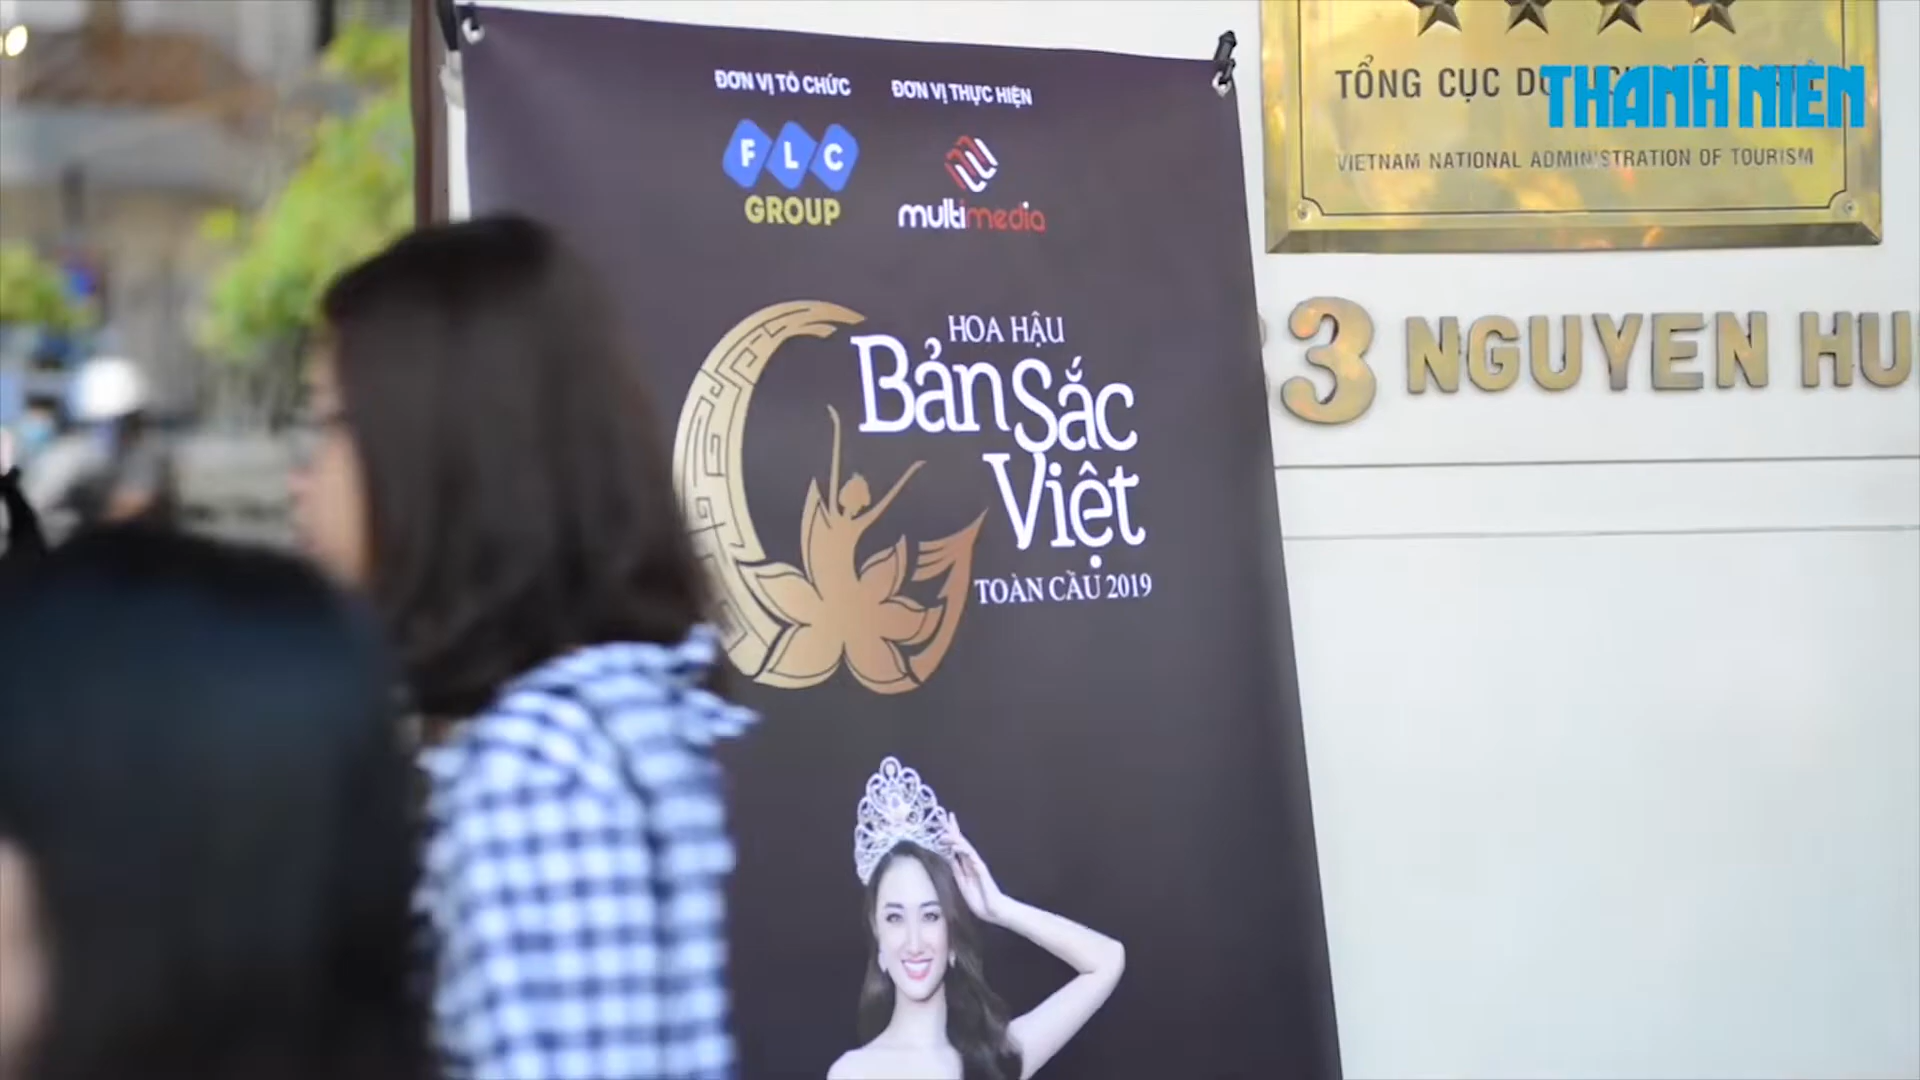 ĐƠN VỊ TỔ CHỨC
ĐƠN VỊ THỰC HIỆN
FLC
GROUP
multimedia
HOA HẬU
Bản Sắc
Việt
TOÀN CẦU 2019
TỔNG CỤC
THANH NIÊN
VIETNAM NATIONAL ADMINISTRATION OF TOURISM
3 NGUYEN HU